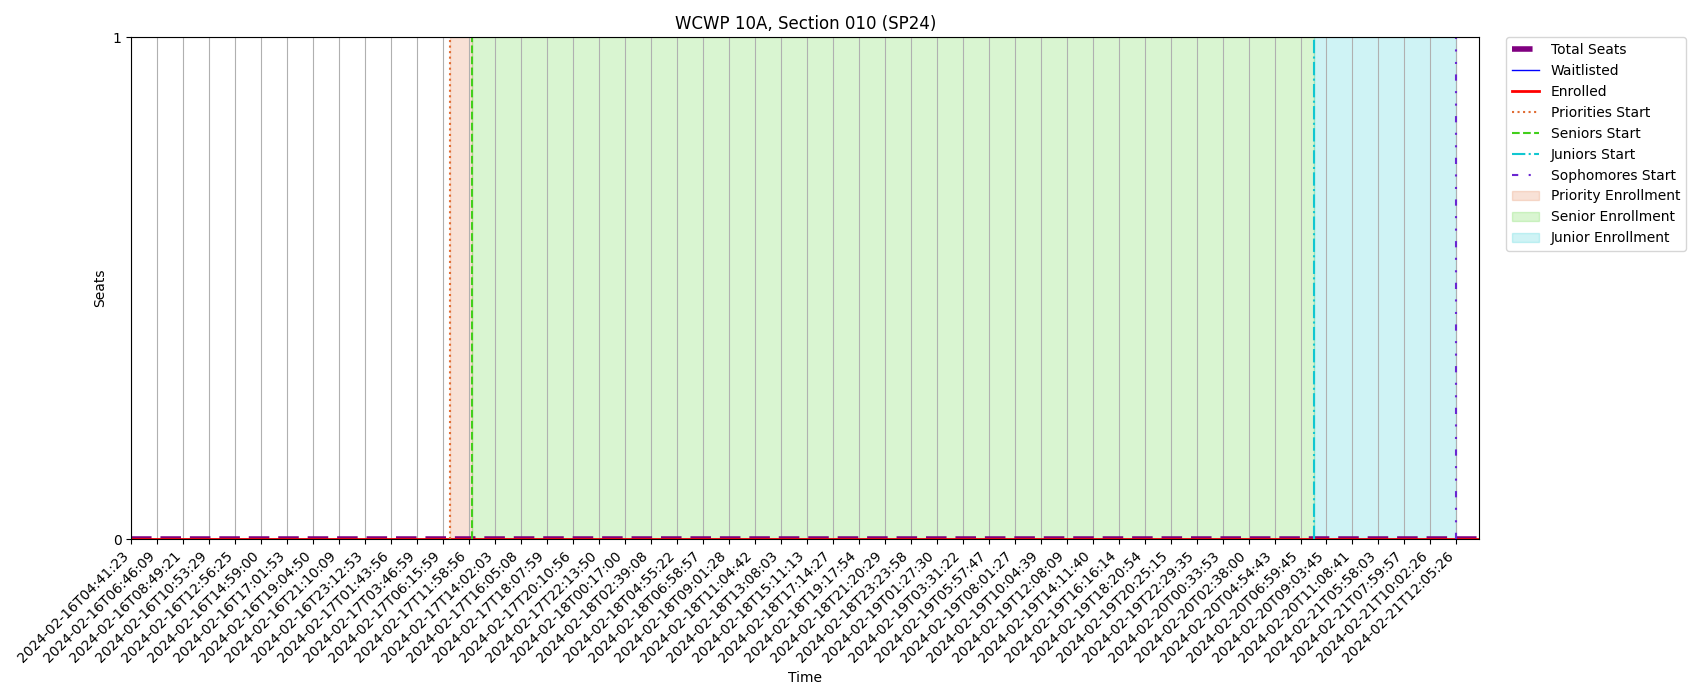 WCWP 10A, Section 010 (SP24)
1
0
Seats
Total Seats
Waitlisted
Enrolled
Priorities Start
Seniors Start
Juniors Start
Sophomores Start
Priority Enrollment
Senior Enrollment
Junior Enrollment
2024-02-16T04:41:23
2024-02-16T06:46:09
2024-02-16T08:49:21
2024-02-16T10:53:29
2024-02-16T12:56:25
2024-02-16T14:59:00
2024-02-16T17:01:53
2024-02-16T19:04:50
2024-02-16T21:10:09
2024-02-16T23:12:53
2024-02-17T01:43:56
2024-02-17T03:46:59
2024-02-17T06:15:59
2024-02-17T11:58:56
2024-02-17T14:02:03
2024-02-17T16:05:08
2024-02-17T18:07:59
2024-02-17T20:10:56
2024-02-17T22:13:50
2024-02-18T00:17:00
2024-02-18T02:39:08
2024-02-18T04:55:22
2024-02-18T06:58:57
2024-02-18T09:01:28
2024-02-18T11:04:42
2024-02-18T13:08:03
2024-02-18T15:11:13
2024-02-18T17:14:27
2024-02-18T19:17:54
2024-02-18T21:20:29
2024-02-18T23:23:58
2024-02-19T01:27:30
2024-02-19T03:31:22
2024-02-19T05:57:47
2024-02-19T08:01:27
2024-02-19T10:04:39
2024-02-19T12:08:09
2024-02-19T14:11:40
2024-02-19T16:16:14
2024-02-19T18:20:54
2024-02-19T20:25:15
2024-02-19T22:29:35
2024-02-20T00:33:53
2024-02-20T02:38:00
2024-02-20T04:54:43
2024-02-20T06:59:45
2024-02-20T09:03:45
2024-02-20T11:08:41
2024-02-21T05:58:03
2024-02-21T07:59:57
2024-02-21T10:02:26
2024-02-21T12:05:26
Time